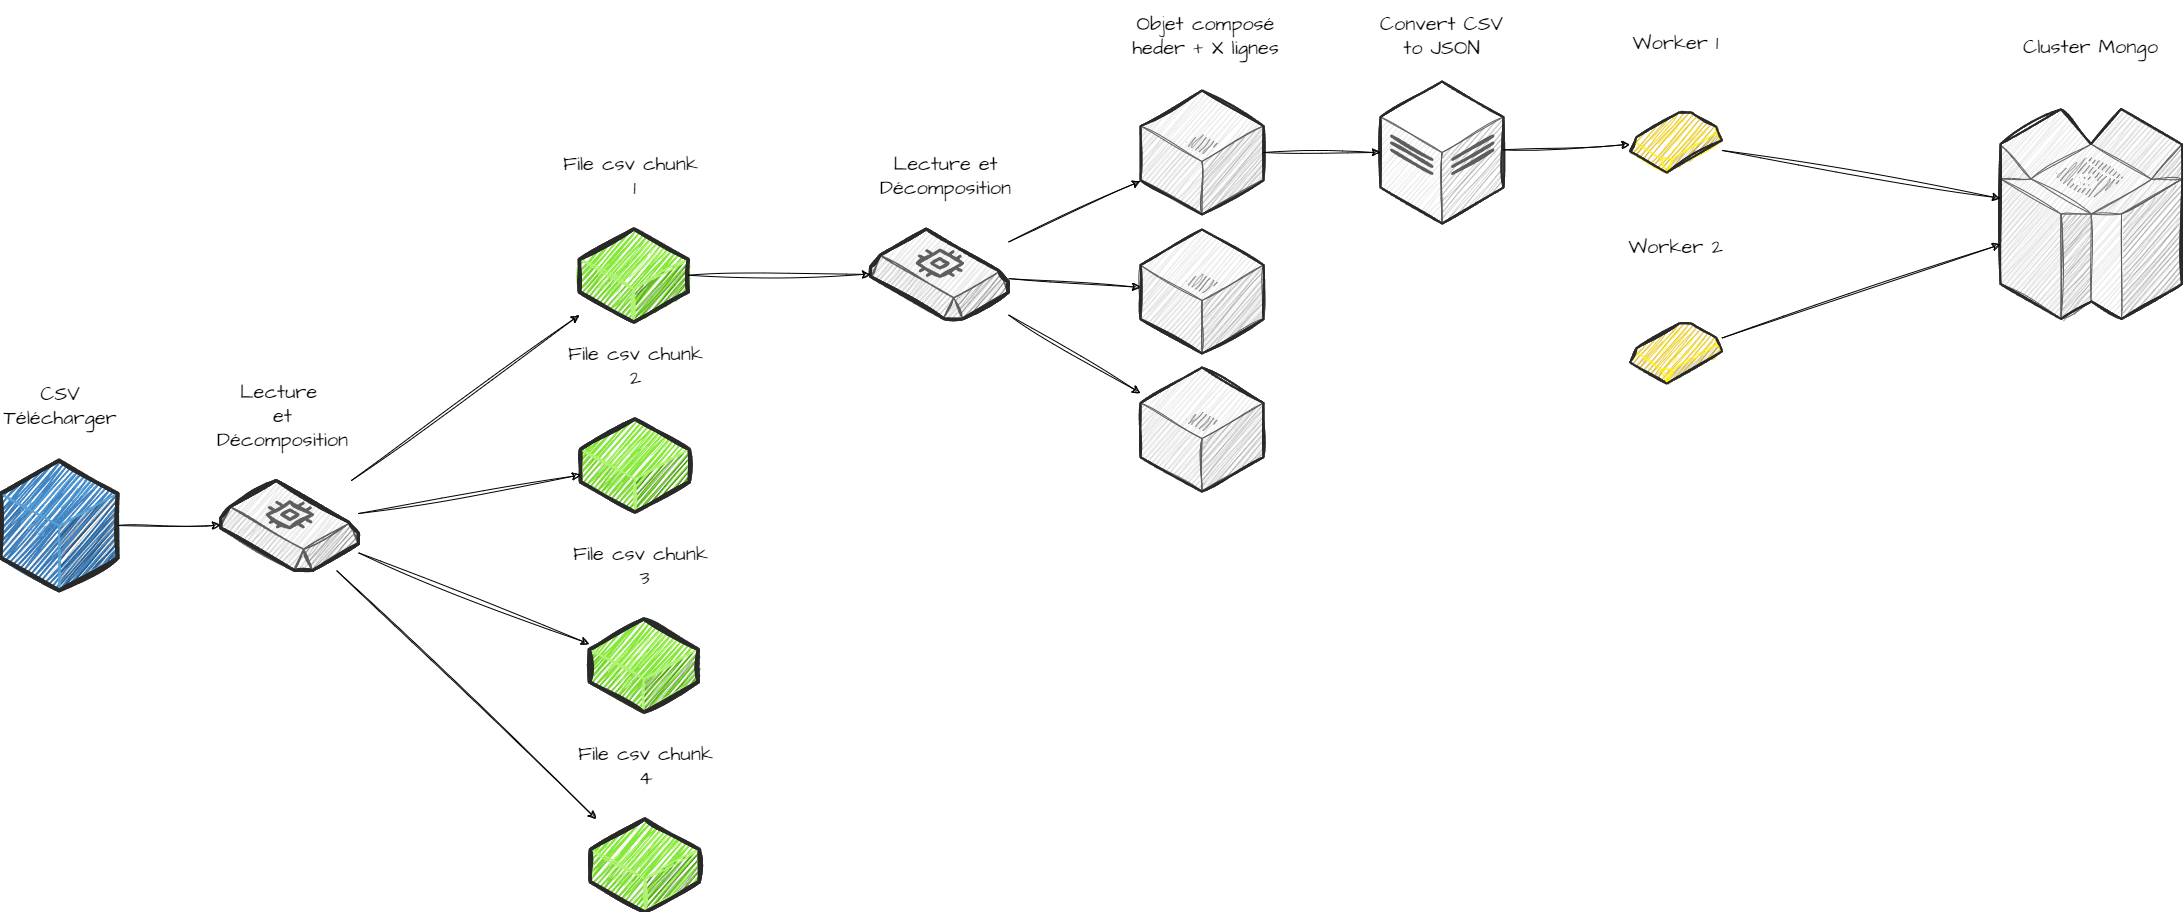 CSV
Télécharger
Lecture
et
Décomposition
File csv chunk
1
File csv chunk
2
File csv chunk
3
File csv chunk
4
Lecture et
Décomposition
Objet composé
heder + X lignes
Convert CSV
to JSON
Worker 1
Worker 2
Cluster Mongo